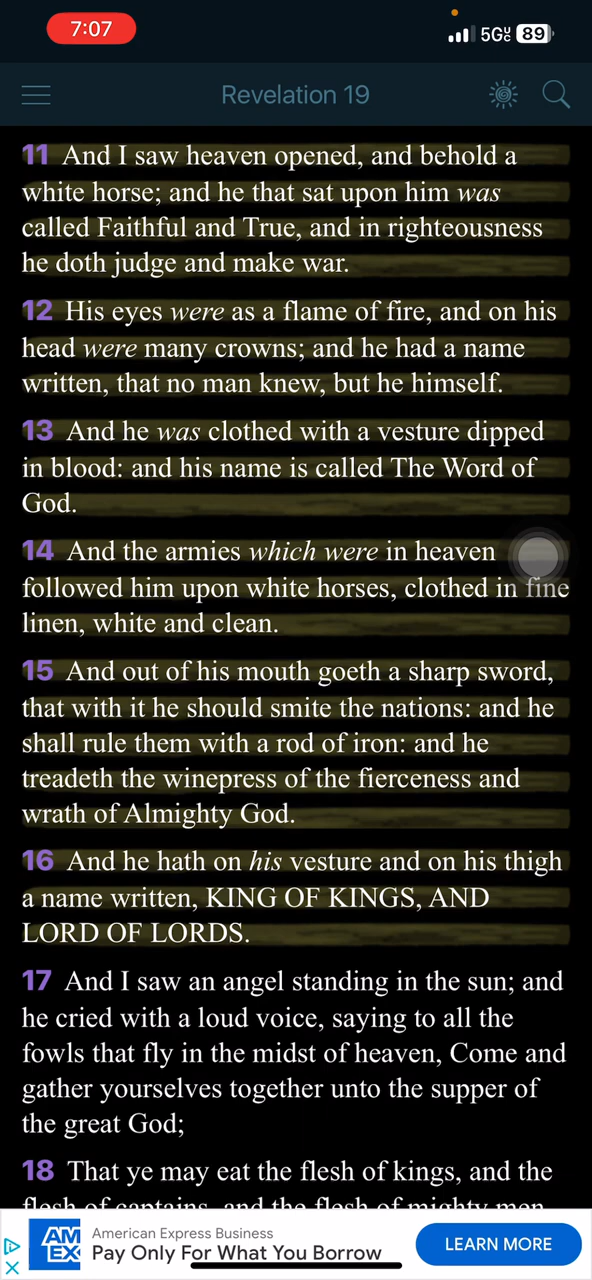 7:07
5GUC 89
Revelation 19
11 And I saw heaven opened, and behold a
white horse; and he that sat upon him was
called Faithful and True, and in righteousness
he doth judge and make war.
12 His eyes were as a flame of fire, and on his
head were many crowns; and he had a name
written, that no man knew, but he himself.
13 And he was clothed with a vesture dipped
in blood: and his name is called The Word of
God.
14 And the armies which were in heaven
followed him upon white horses, clothed in fine
linen, white and clean.
15 And out of his mouth goeth a sharp sword,
that with it he should smite the nations: and he
shall rule them with a rod of iron: and he
treadeth the winepress of the fierceness and
wrath of Almighty God.
16 And he hath on his vesture and on his thigh
a name written, KING OF KINGS, AND
LORD OF LORDS.
17 And I saw an angel standing in the sun; and
he cried with a loud voice, saying to all the
fowls that fly in the midst of heaven, Come and
gather yourselves together unto the supper of
the great God;
18 That ye may eat the flesh of kings, and the
flesh of captains, and the flesh of mighty men,
AM
EX
American Express Business
Pay Only For What You Borrow
LEARN MORE